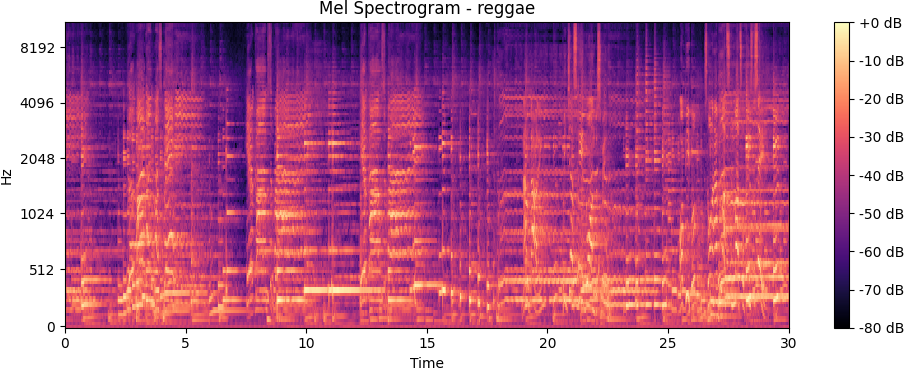 Mel Spectrogram - reggae
Hz
8192
4096
2048
1024
512
0
0 5 10 15 20 25 30
Time
+0 dB
-10 dB
-20 dB
-30 dB
-40 dB
-50 dB
-60 dB
-70 dB
-80 dB